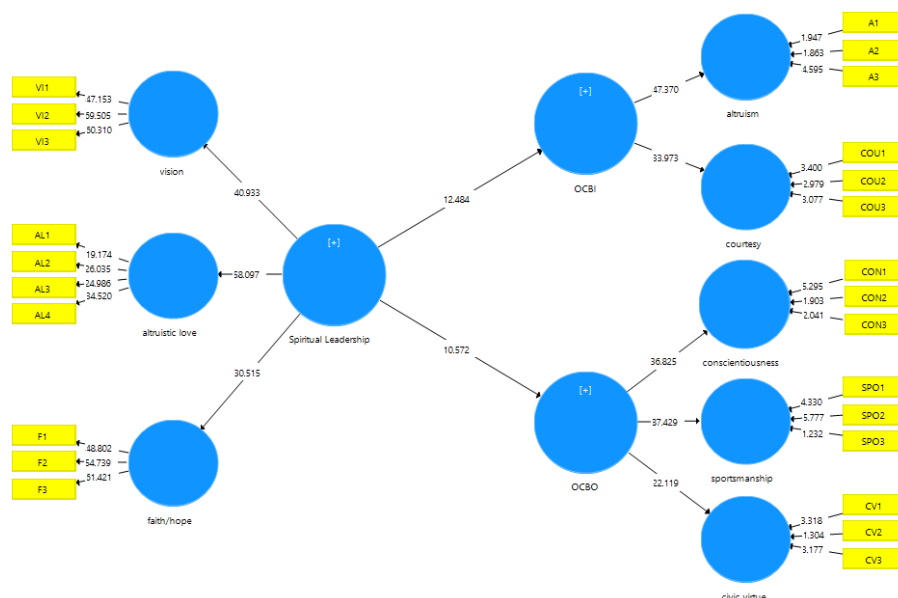 VI1
VI2
VI3
47.153
59.505
50.310
vision
40.933
AL1
AL2
AL3
AL4
19.174
26.035
24.986
34.520
altruistic love
58.097
[+]
Spiritual Leadership
30.515
F1
F2
F3
48.802
54.739
51.421
faith/hope
12.484
10.572
[+]
OCBI
47.370
33.973
altruism
1.947
1.863
4.595
A1
A2
A3
courtesy
3.400
2.979
3.077
COU1
COU2
COU3
[+]
OCBO
36.825
37.429
22.119
conscientiousness
5.295
1.903
2.041
CON1
CON2
CON3
sportsmanship
4.330
5.777
1.232
SPO1
SPO2
SPO3
civic virtue
3.318
1.304
3.177
CV1
CV2
CV3